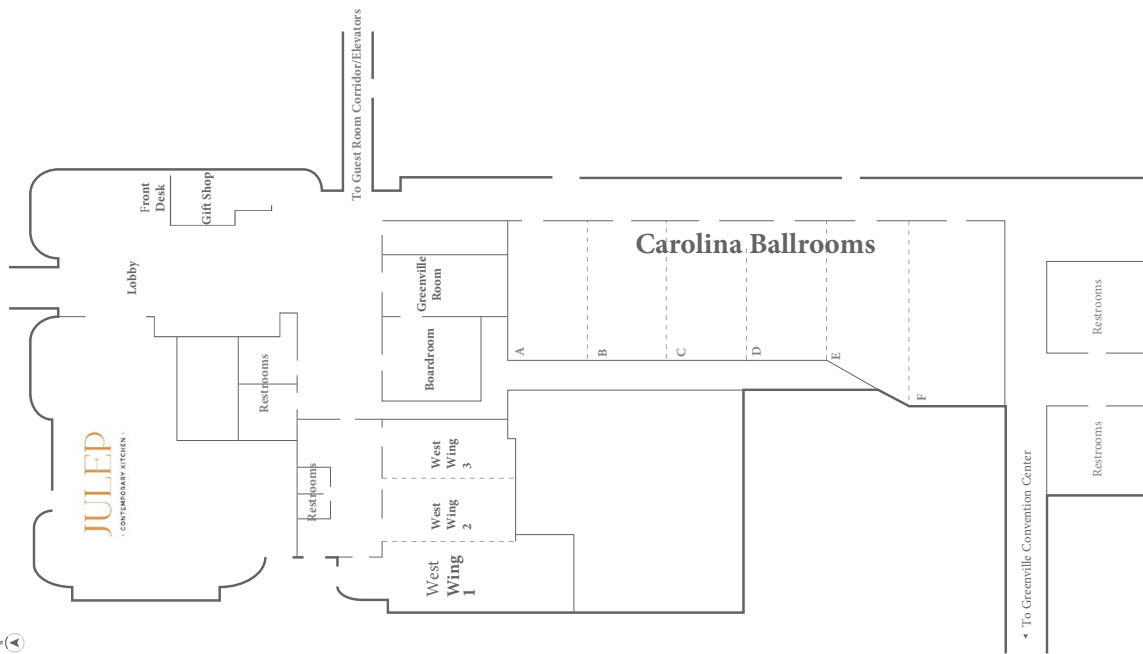 N
To Guest Room Corridor/Elevators
Front
Desk
Gift Shop
Lobby
Carolina Ballrooms
Greenville
Room
Boardroom
Restrooms
A
B
C
D
E
F
Restrooms
Restrooms
JULEP
· CONTEMPORARY KITCHEN ·
Restrooms
West
Wing
3
West
Wing
2
West
Wing
1
◂ To Greenville Convention Center